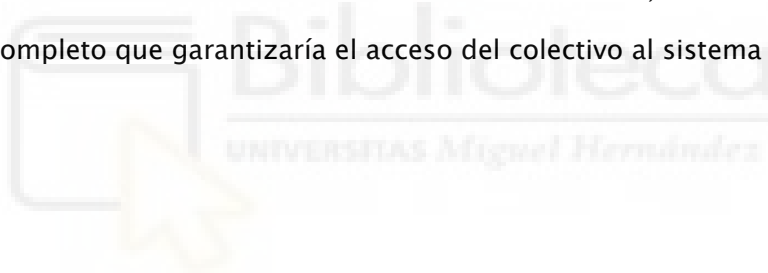 ompleto que garantizaría el acceso del colectivo al sistema
Biblioteca
UNIVERSITAS Miguel Hernández